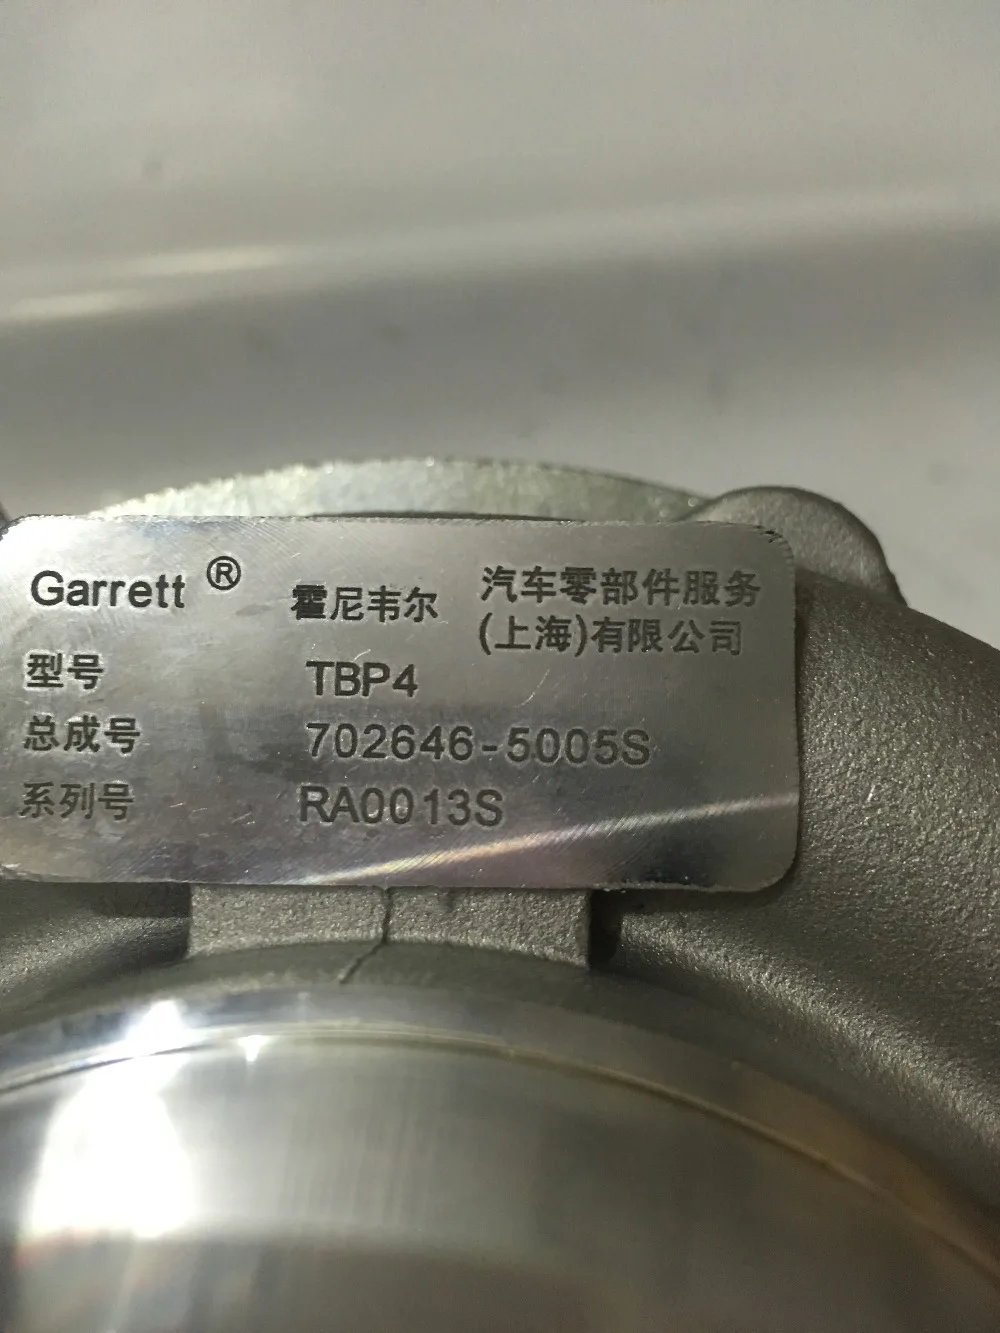 Garrett ® 霍尼韦尔 汽车零部件服务
(上海)有限公司
型号 TBP4
总成号 702646-5005S
系列号 RA0013S